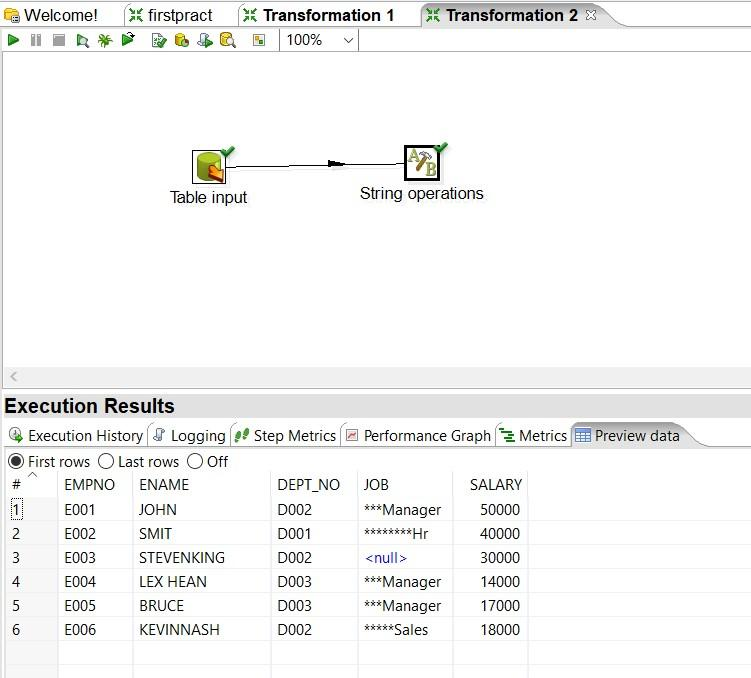 Welcome! firstpract Transformation 1 Transformation 2
100%
Table input
String operations
Execution Results
Execution History Logging Step Metrics Performance Graph Metrics Preview data
First rows Last rows Off
# EMPNO ENAME DEPT_NO JOB SALARY
1 E001 JOHN D002 ***Manager 50000
2 E002 SMIT D001 ********Hr 40000
3 E003 STEVENKING D002 <null> 30000
4 E004 LEX HEAN D003 ***Manager 14000
5 E005 BRUCE D003 ***Manager 17000
6 E006 KEVINNASH D002 *****Sales 18000